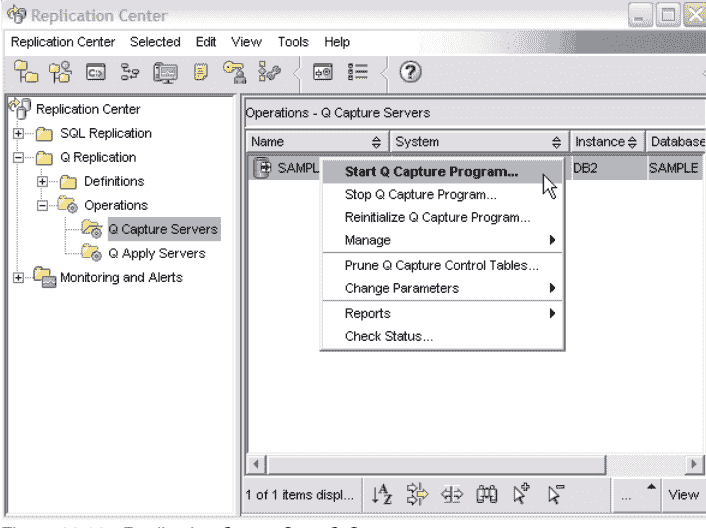 Replication Center
Replication Center Selected Edit View Tools Help
Replication Center
SQL Replication
Q Replication
Definitions
Operations
Q Capture Servers
Q Apply Servers
Monitoring and Alerts
Operations - Q Capture Servers
Name System Instance Database
SAMPL DB2 SAMPLE
Start Q Capture Program...
Stop Q Capture Program...
Reinitialize Q Capture Program...
Manage
Prune Q Capture Control Tables...
Change Parameters
Reports
Check Status...
1 of 1 items displ... ... View